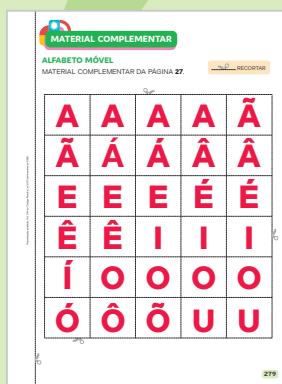 MATERIAL COMPLEMENTAR
ALFABETO MÓVEL
MATERIAL COMPLEMENTAR DA PÁGINA 27.
RECORTAR
A A A A Ã
Ã Á Á Â Â
E E E É É
Ê Ê I I I
Í O O O O
Ó Ô Õ U U
279